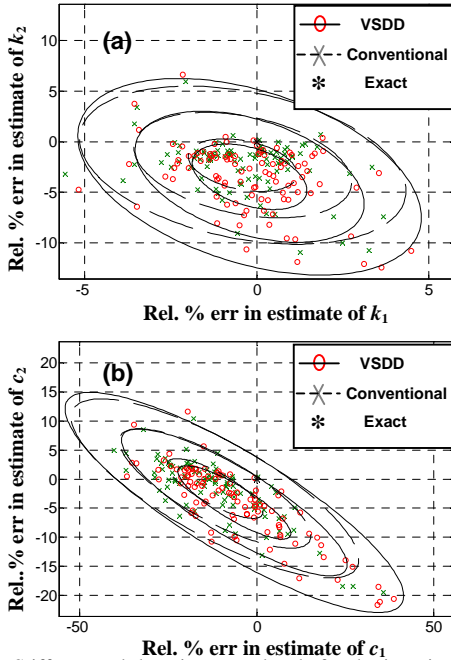 (a)
VSDD
Conventional
Exact
10
5
0
-5
-10
-5
0
5
Rel. % err in estimate of k2
Rel. % err in estimate of k1
(b)
VSDD
Conventional
Exact
20
15
10
5
0
-5
-10
-15
-20
-50
0
50
Rel.. % err in estimate of c2
Rel. % err in estimate of c1